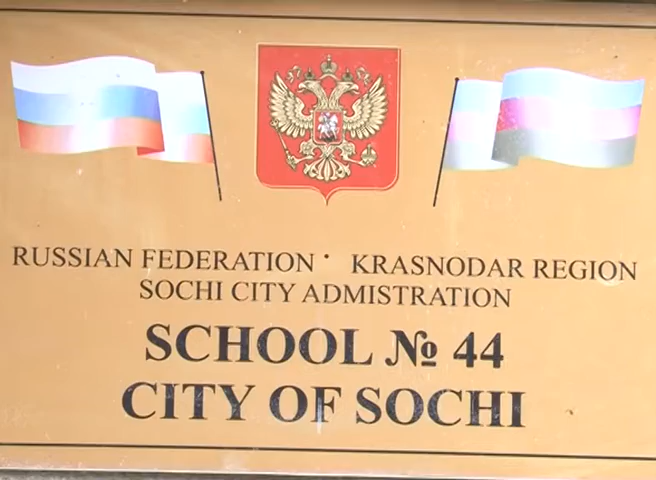 RUSSIAN FEDERATION · KRASNODAR REGION
SOCHI CITY ADMISTRATION
SCHOOL № 44
CITY OF SOCHI